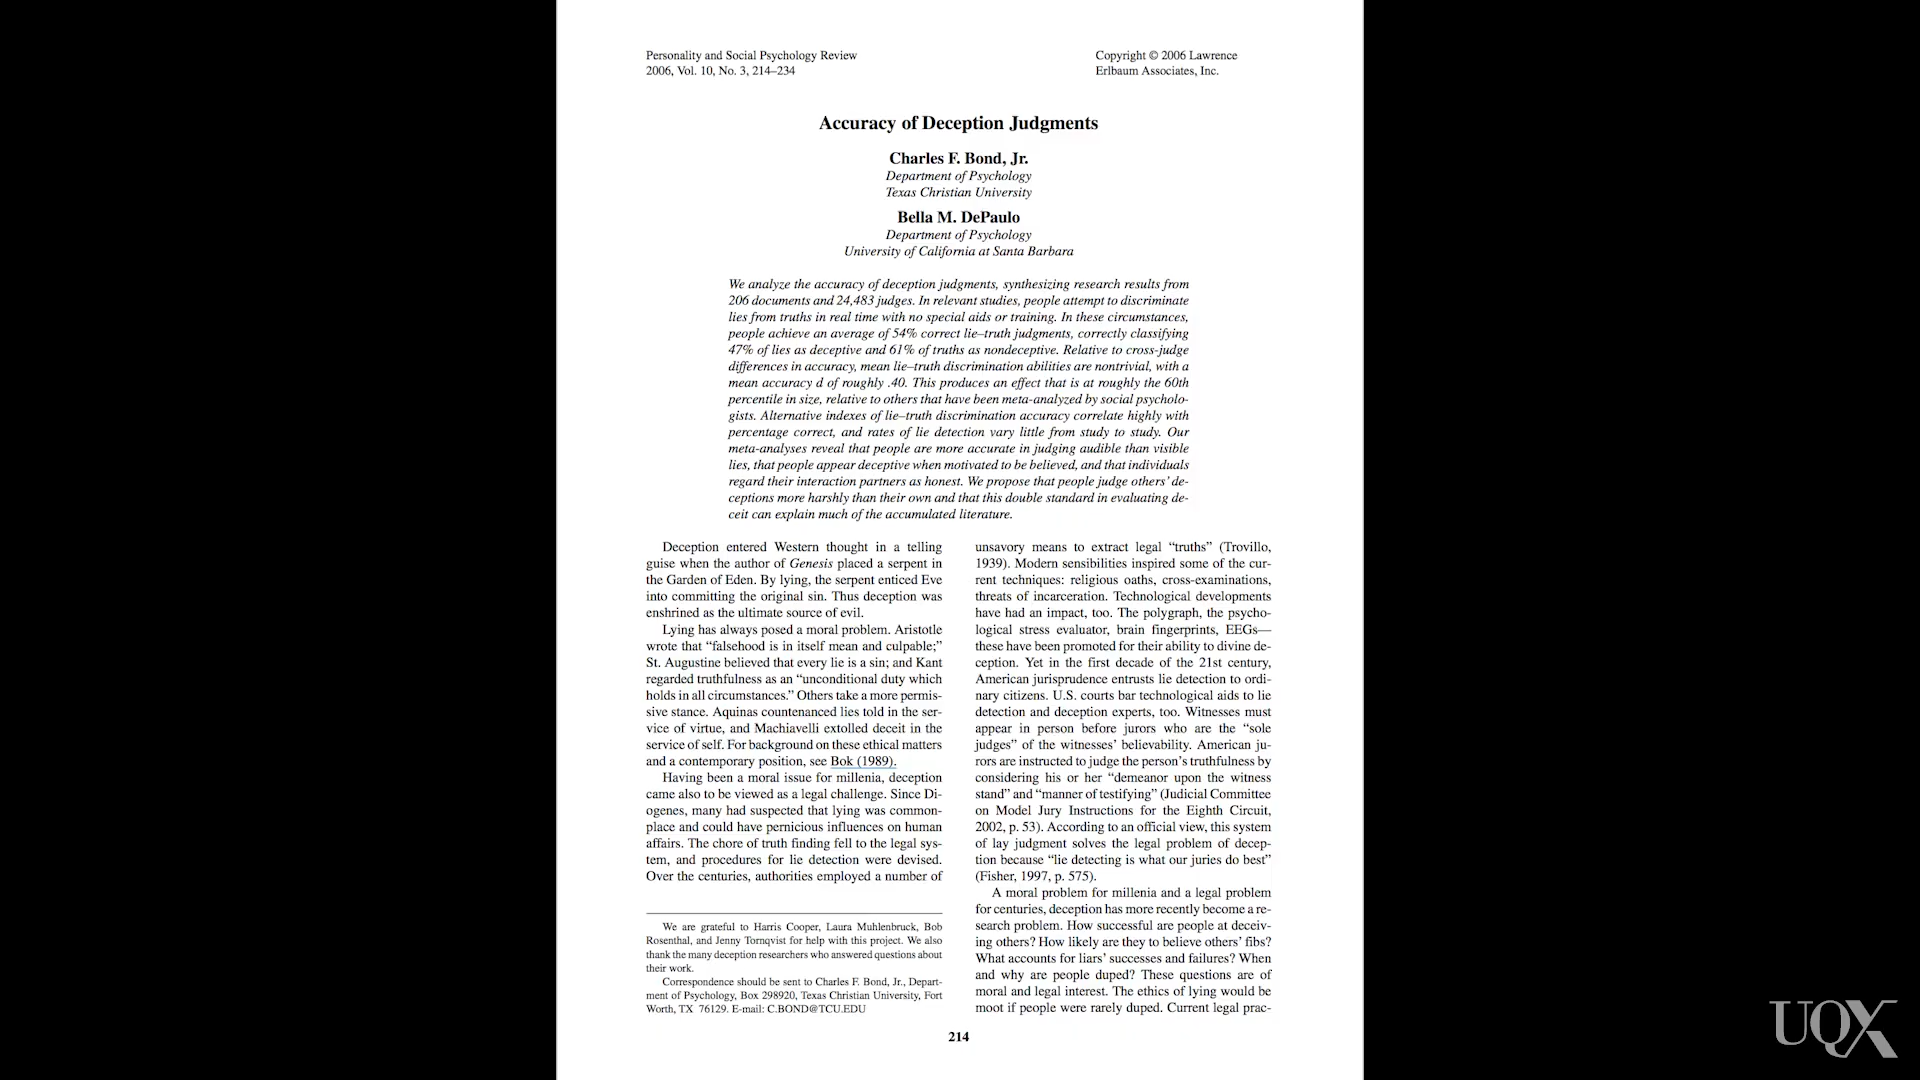 Personality and Social Psychology Review
2006, Vol. 10, No. 3, 214–234
Copyright © 2006 Lawrence
Erlbaum Associates, Inc.
Accuracy of Deception Judgments
Charles F. Bond, Jr.
Department of Psychology
Texas Christian University
Bella M. DePaulo
Department of Psychology
University of California at Santa Barbara
We analyze the accuracy of deception judgments, synthesizing research results from
206 documents and 24,483 judges. In relevant studies, people attempt to discriminate
lies from truths in real time with no special aids or training. In these circumstances,
people achieve an average of 54% correct lie–truth judgments, correctly classifying
47% of lies as deceptive and 61% of truths as nondeceptive. Relative to cross-judge
differences in accuracy, mean lie–truth discrimination abilities are nontrivial, with a
mean accuracy d of roughly .40. This produces an effect that is at roughly the 60th
percentile in size, relative to others that have been meta-analyzed by social psycholo-
gists. Alternative indexes of lie–truth discrimination accuracy correlate highly with
percentage correct, and rates of lie detection vary little from study to study. Our
meta-analyses reveal that people are more accurate in judging audible than visible
lies, that people appear deceptive when motivated to be believed, and that individuals
regard their interaction partners as honest. We propose that people judge others’ de-
ceptions more harshly than their own and that this double standard in evaluating de-
ceit can explain much of the accumulated literature.
Deception entered Western thought in a telling
guise when the author of Genesis placed a serpent in
the Garden of Eden. By lying, the serpent enticed Eve
into committing the original sin. Thus deception was
enshrined as the ultimate source of evil.
Lying has always posed a moral problem. Aristotle
wrote that “falsehood is in itself mean and culpable;”
St. Augustine believed that every lie is a sin; and Kant
regarded truthfulness as an “unconditional duty which
holds in all circumstances.” Others take a more permis-
sive stance. Aquinas countenanced lies told in the ser-
vice of virtue, and Machiavelli extolled deceit in the
service of self. For background on these ethical matters
and a contemporary position, see Bok (1989).
Having been a moral issue for millenia, deception
came also to be viewed as a legal challenge. Since Di-
ogenes, many had suspected that lying was common-
place and could have pernicious influences on human
affairs. The chore of truth finding fell to the legal sys-
tem, and procedures for lie detection were devised.
Over the centuries, authorities employed a number of
We are grateful to Harris Cooper, Laura Muhlenbruck, Bob
Rosenthal, and Jenny Tornqvist for help with this project. We also
thank the many deception researchers who answered questions about
their work.
Correspondence should be sent to Charles F. Bond, Jr., Depart-
ment of Psychology, Box 298920, Texas Christian University, Fort
Worth, TX 76129. E-mail: C.BOND@TCU.EDU
unsavory means to extract legal “truths” (Trovillo,
1939). Modern sensibilities inspired some of the cur-
rent techniques: religious oaths, cross-examinations,
threats of incarceration. Technological developments
have had an impact, too. The polygraph, the psycho-
logical stress evaluator, brain fingerprints, EEGs—
these have been promoted for their ability to divine de-
ception. Yet in the first decade of the 21st century,
American jurisprudence entrusts lie detection to ordi-
nary citizens. U.S. courts bar technological aids to lie
detection and deception experts, too. Witnesses must
appear in person before jurors who are the “sole
judges” of the witnesses’ believability. American ju-
rors are instructed to judge the person’s truthfulness by
considering his or her “demeanor upon the witness
stand” and “manner of testifying” (Judicial Committee
on Model Jury Instructions for the Eighth Circuit,
2002, p. 53). According to an official view, this system
of lay judgment solves the legal problem of decep-
tion because “lie detecting is what our juries do best”
(Fisher, 1997, p. 575).
A moral problem for millenia and a legal problem
for centuries, deception has more recently become a re-
search problem. How successful are people at deceiv-
ing others? How likely are they to believe others’ fibs?
What accounts for liars’ successes and failures? When
and why are people duped? These questions are of
moral and legal interest. The ethics of lying would be
moot if people were rarely duped. Current legal prac-
214
UQX